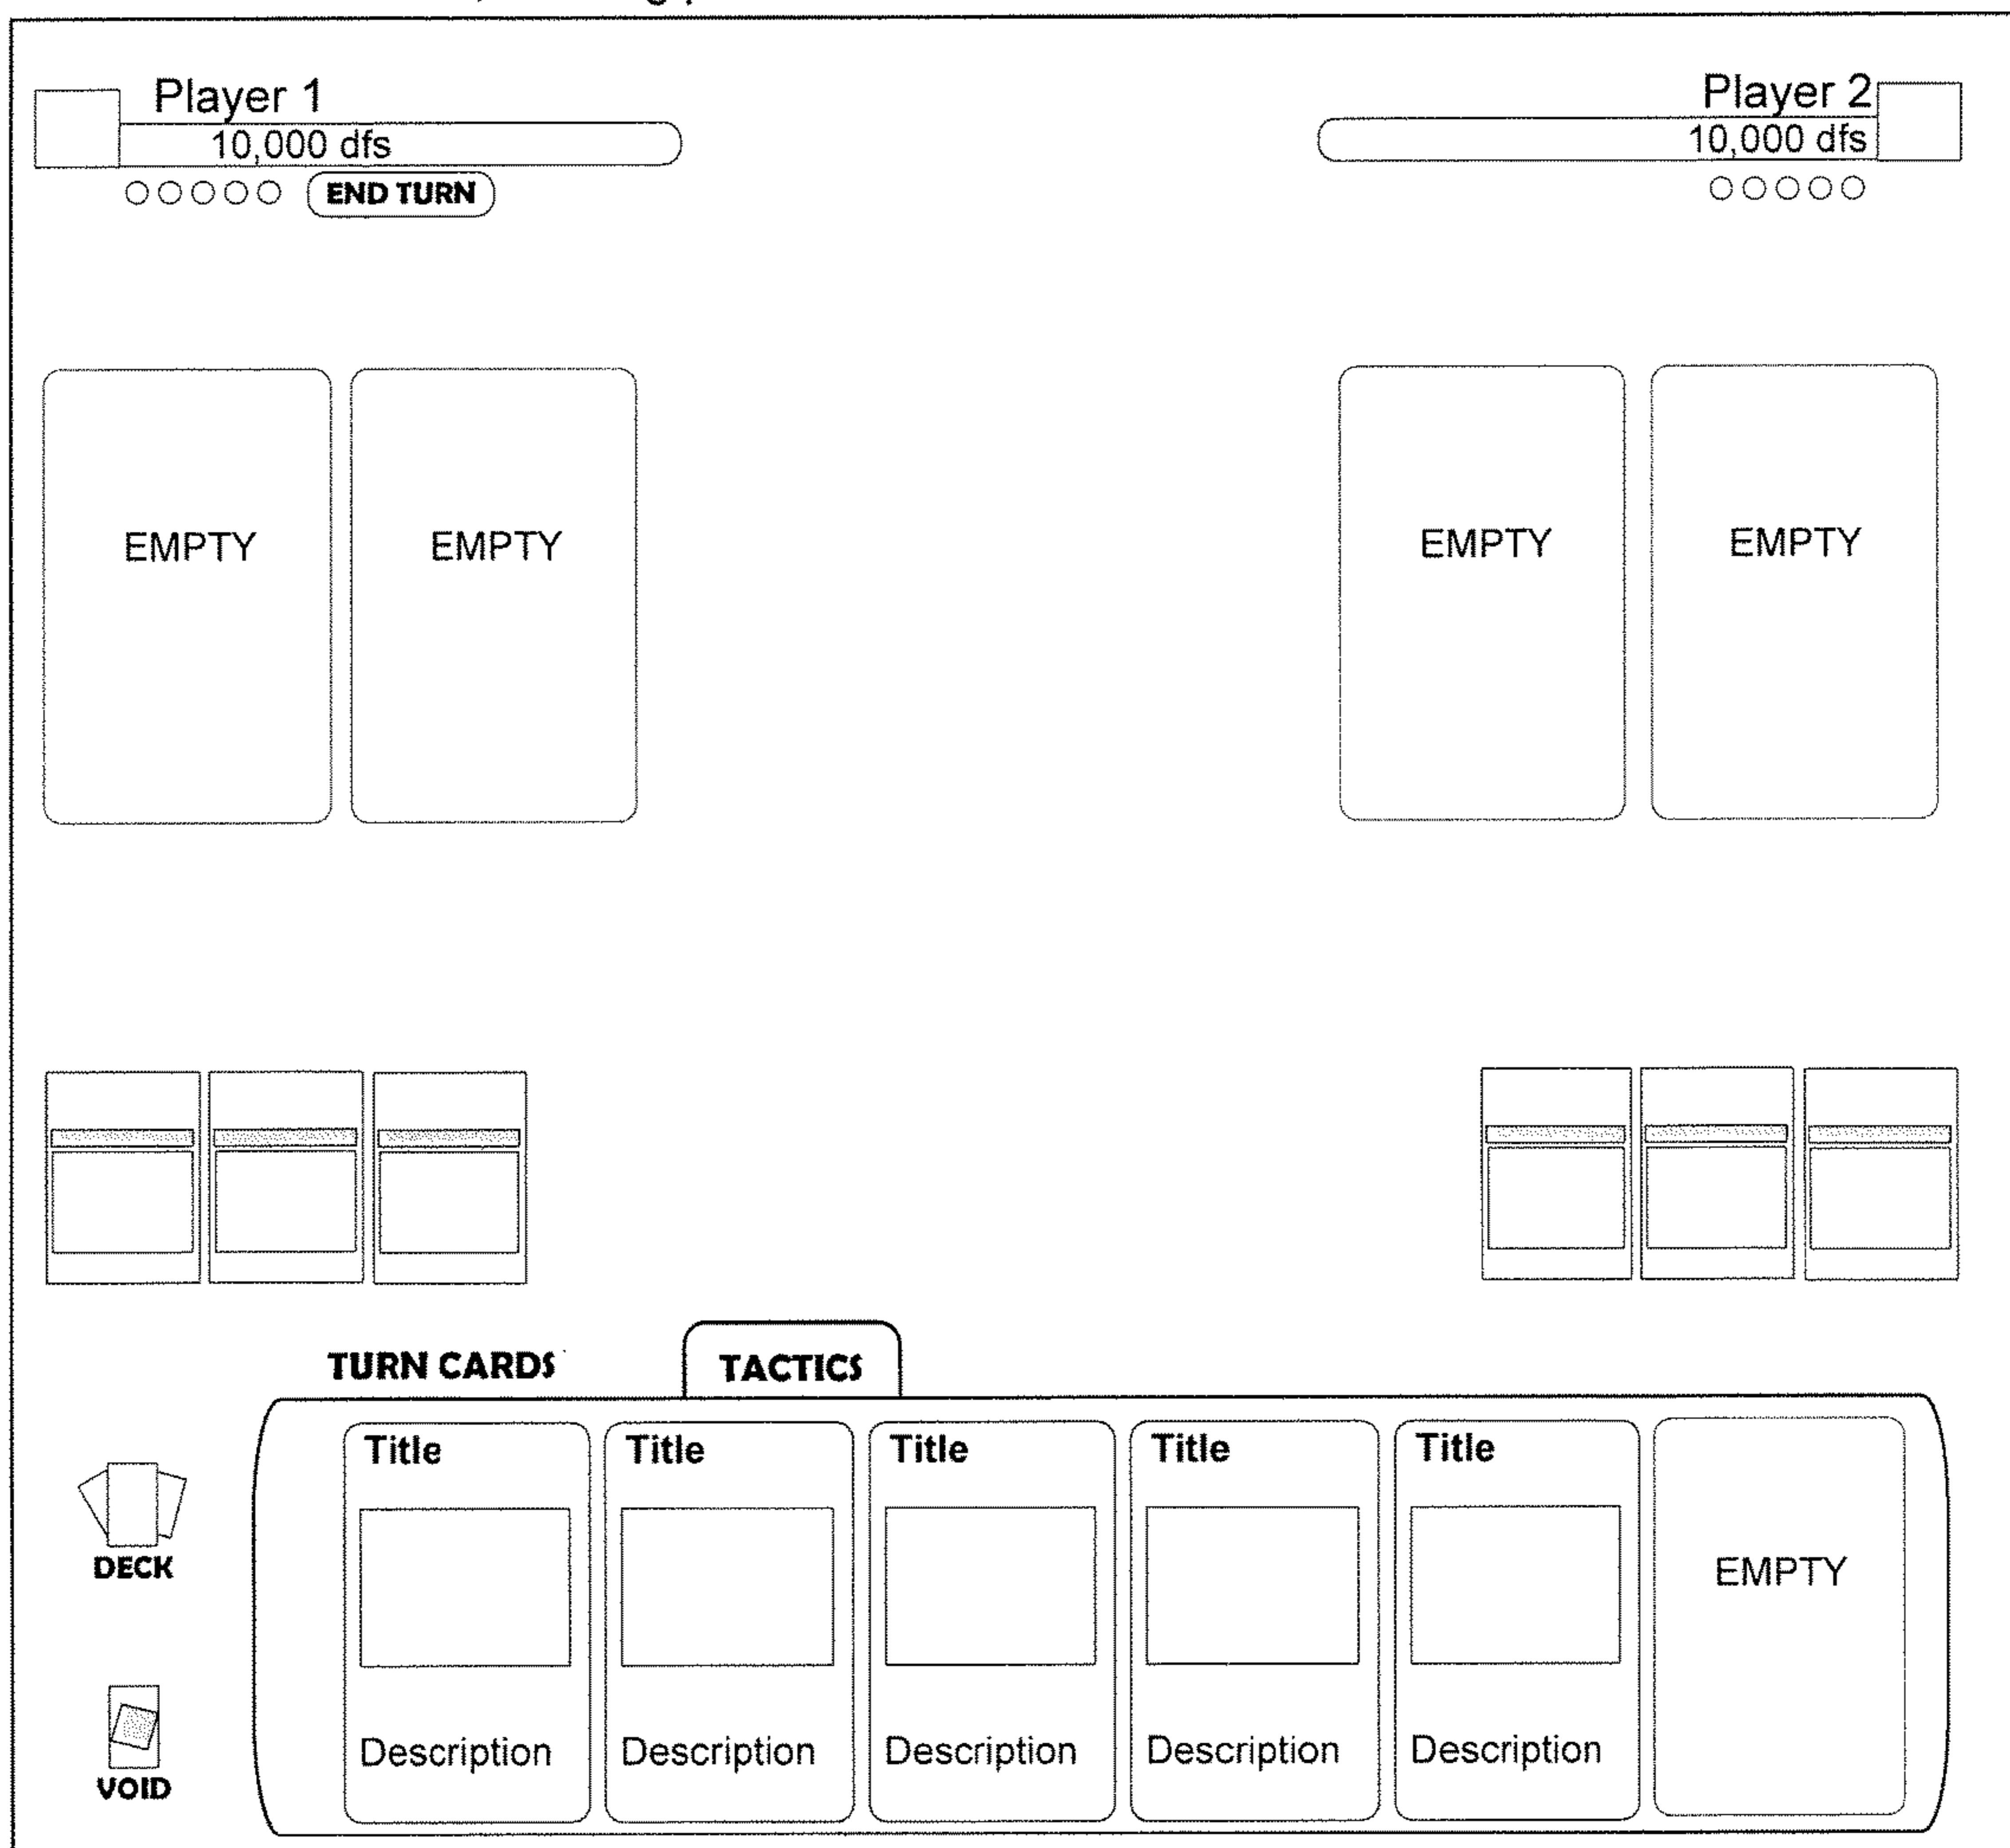 Player 1
10,000 dfs
END TURN
Player 2
10,000 dfs
EMPTY
EMPTY
EMPTY
EMPTY
TURN CARDS
TACTICS
DECK
VOID
Title
Description
Title
Description
Title
Description
Title
Description
Title
Description
EMPTY